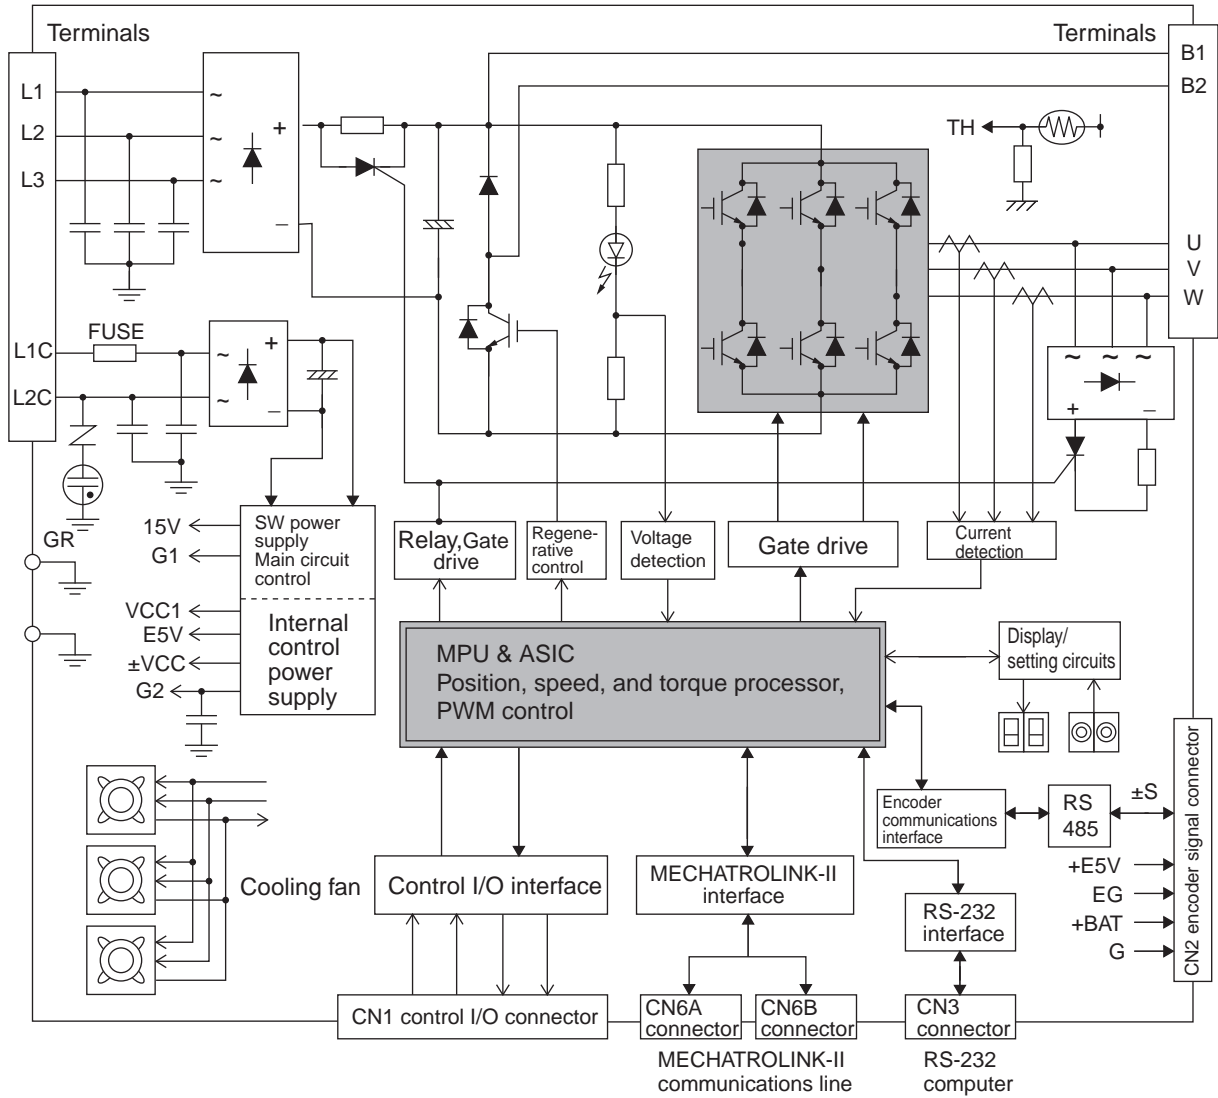 Terminals
Terminals
B1
B2
L1
L2
L3
~
~
~
+
–
TH
U
V
W
FUSE
L1C
L2C
~
~
+
–
~ ~ ~
+ –
15V
G1
GR
SW power
supply
Main circuit
control
VCC1
E5V
±VCC
G2
Internal
control
power
supply
Relay,Gate
drive
Regene-
rative
control
Voltage
detection
Gate drive
Current
detection
MPU & ASIC
Position, speed, and torque processor,
PWM control
Display/
setting circuits
Encoder
communications
interface
RS
485
±S
+E5V
EG
+BAT
G
CN2 encoder signal connector
Cooling fan
Control I/O interface
MECHATROLINK-II
interface
RS-232
interface
CN1 control I/O connector
CN6A
connector
CN6B
connector
CN3
connector
MECHATROLINK-II
communications line
RS-232
computer